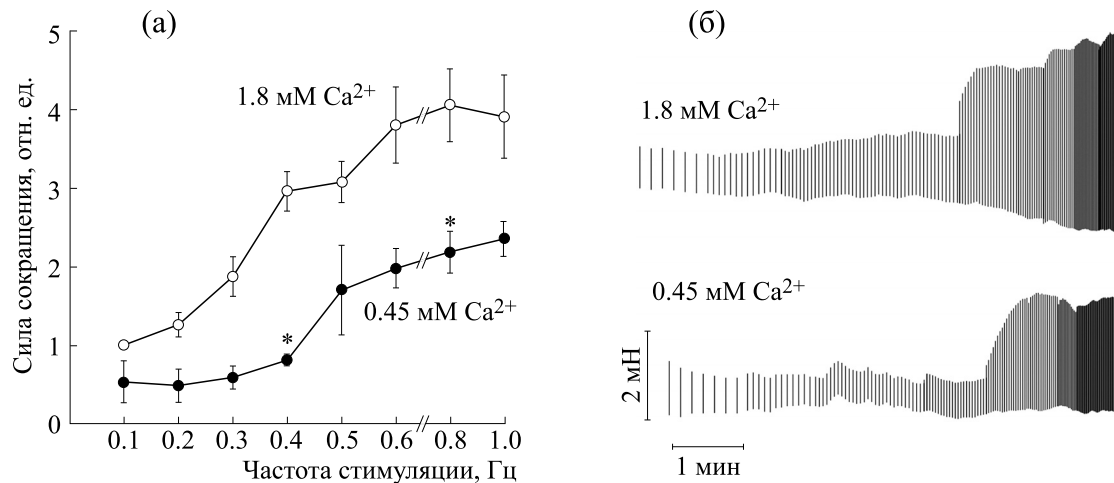 (а)
Сила сокращения, отн. ед.
5
4
3
2
1
0
1.8 мМ Ca2+
*
*
0.45 мМ Ca2+
0.1 0.2 0.3 0.4 0.5 0.6 0.8 1.0
Частота стимуляции, Гц
(б)
1.8 мМ Ca2+
0.45 мМ Ca2+
2 мН
1 мин